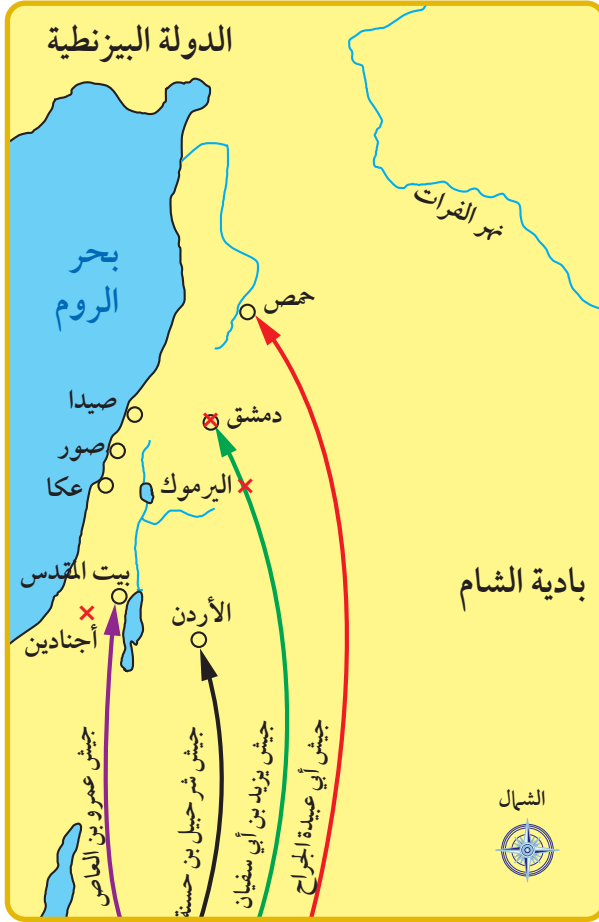 الدولة البيزنطية
نهر الفرات
بحر
الروم
حمص
صيدا
دمشق
صور
عكا
اليرموك
بيت المقدس
بادية الشام
الأردن
أجنادين
جيش عمرو بن العاص
جيش شرحبيل بن حسنة
جيش يزيد بن أبي سفيان
جيش أبي عبيدة الجراح
الشمال